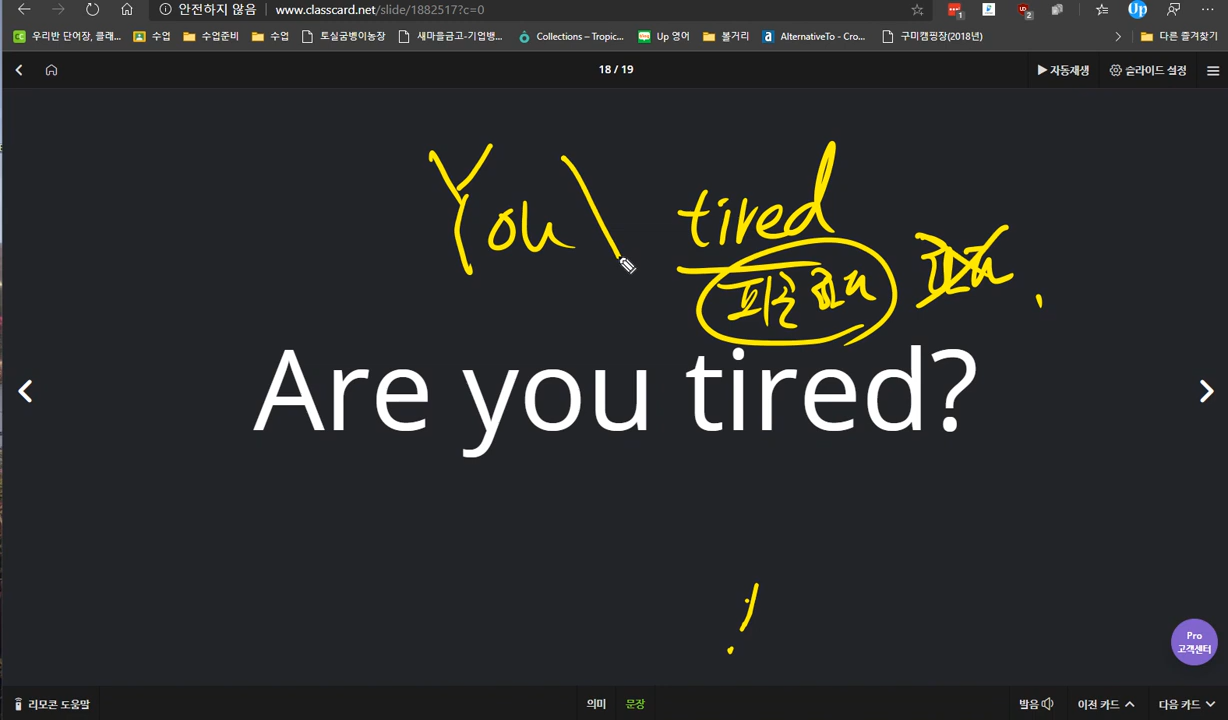 안전하지 않음 www.classcard.net/slide/1882517?c=0
우리반 단어장, 클래... 수업 수업준비 수업 토실굼벵이농장 새마을금고-기업뱅... Collections – Tropic... Up 영어 볼거리 AlternativeTo - Cro... 구미캠핑장(2018년) 다른 즐겨찾기
18 / 19 자동재생 슬라이드 설정
You tired
피곤
Are you tired?
Pro
고객센터
리모콘 도움말 의미 문장 발음 이전 카드 다음 카드